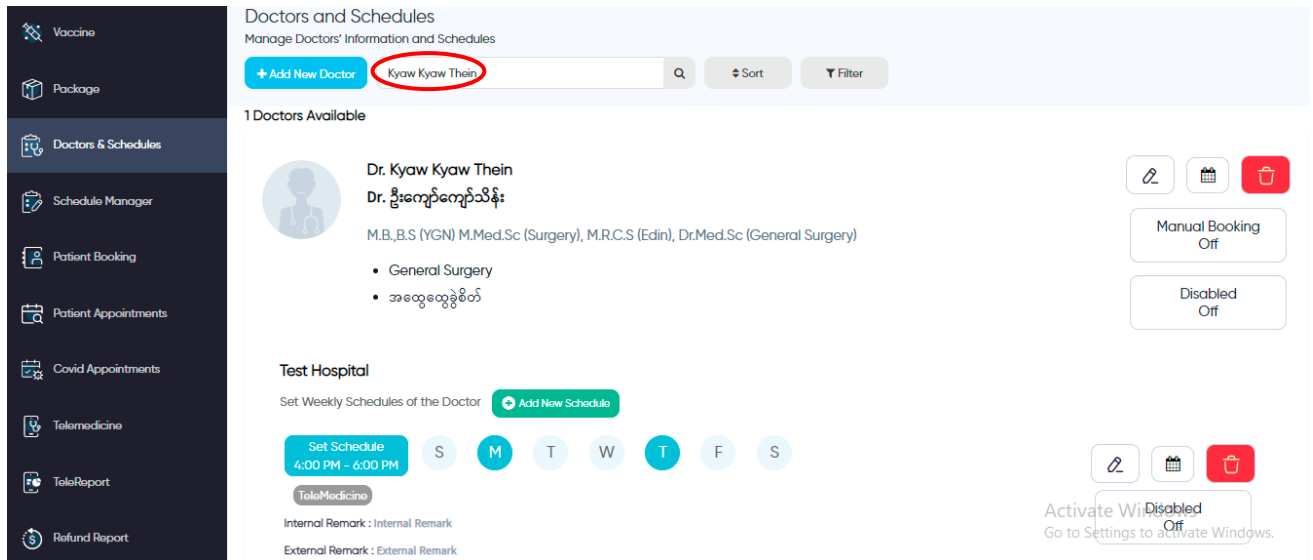 Vaccine
Package
Doctors & Schedules
Schedule Manager
Patient Booking
Patient Appointments
Covid Appointments
Telemedicine
TeleReport
Refund Report
Doctors and Schedules
Manage Doctors' Information and Schedules
Add New Doctor Kyaw Kyaw Thein Sort Filter
1 Doctors Available
Dr. Kyaw Kyaw Thein
Dr. ဦးကျော်ကျော်သိန်း
M.B.,B.S (YGN) M.Med.Sc (Surgery), M.R.C.S (Edin), Dr.Med.Sc (General Surgery)
• General Surgery
• အထွေထွေခွဲစိတ်
Manual Booking
Off
Disabled
Off
Test Hospital
Set Weekly Schedules of the Doctor Add New Schedule
Set Schedule
4:00 PM - 6:00 PM
S M T W T F S
TeleMedicine
Internal Remark : Internal Remark
External Remark : External Remark
Disabled
Off
Activate Windows
Go to Settings to activate Windows.